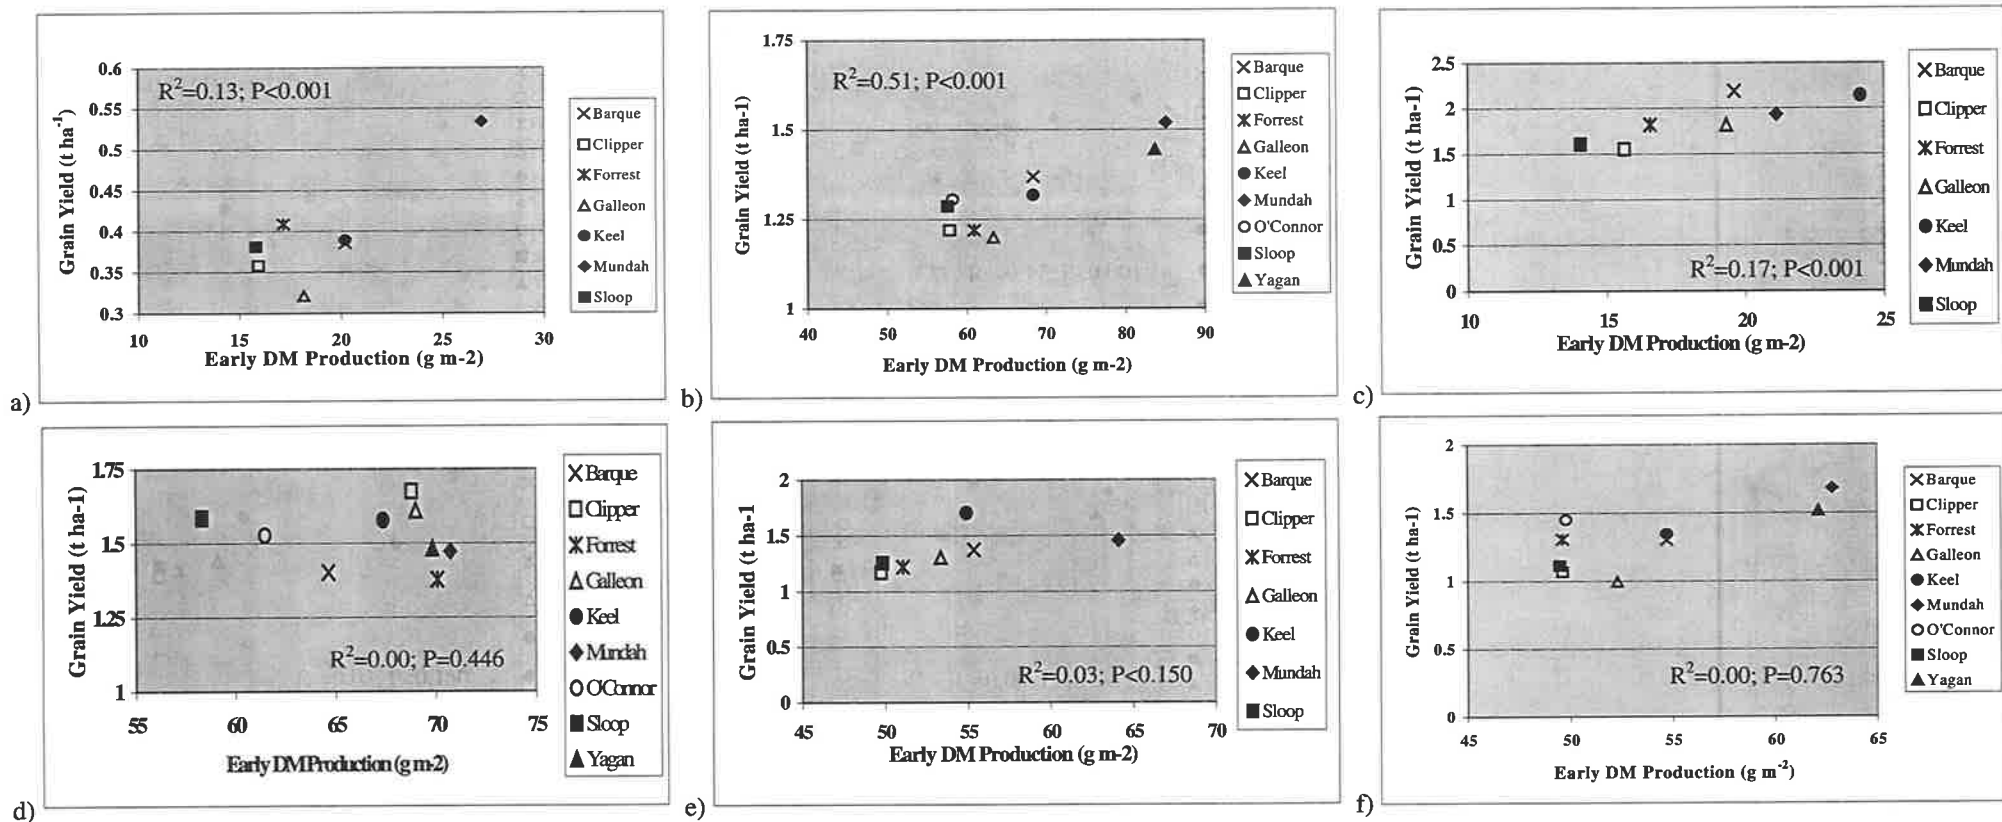 0.6
0.55
0.5
0.45
0.4
0.35
0.3
Grain Yield (t ha⁻¹)
R²=0.13; P<0.001
10
15
20
25
30
Early DM Production (g m-2)
Barque
Clipper
Forrest
Galleon
Keel
Mundah
Sloop
a)
1.75
1.5
1.25
1
Grain Yield (t ha-1)
R²=0.51; P<0.001
40
50
60
70
80
90
Early DM Production (g m-2)
Barque
Clipper
Forrest
Galleon
Keel
Mundah
O'Connor
Sloop
Yagan
b)
2.5
2
1.5
1
0.5
0
Grain Yield (t ha-1)
R²=0.17; P<0.001
10
15
20
25
Early DM Production (g m-2)
Barque
Clipper
Forrest
Galleon
Keel
Mundah
Sloop
c)
1.75
1.5
1.25
1
Grain Yield (t ha-1)
R²=0.00; P=0.446
55
60
65
70
75
Early DM Production (g m-2)
Barque
Clipper
Forrest
Galleon
Keel
Mundah
O'Connor
Sloop
Yagan
d)
2
1.5
1
0.5
0
Grain Yield (t ha-1
R²=0.03; P<0.150
45
50
55
60
65
70
Early DM Production (g m-2)
Barque
Clipper
Forrest
Galleon
Keel
Mundah
Sloop
e)
2
1.5
1
0.5
0
Grain Yield (t ha-1)
R²=0.00; P=0.763
45
50
55
60
65
Early DM Production (g m⁻²)
Barque
Clipper
Forrest
Galleon
Keel
Mundah
O'Connor
Sloop
Yagan
f)